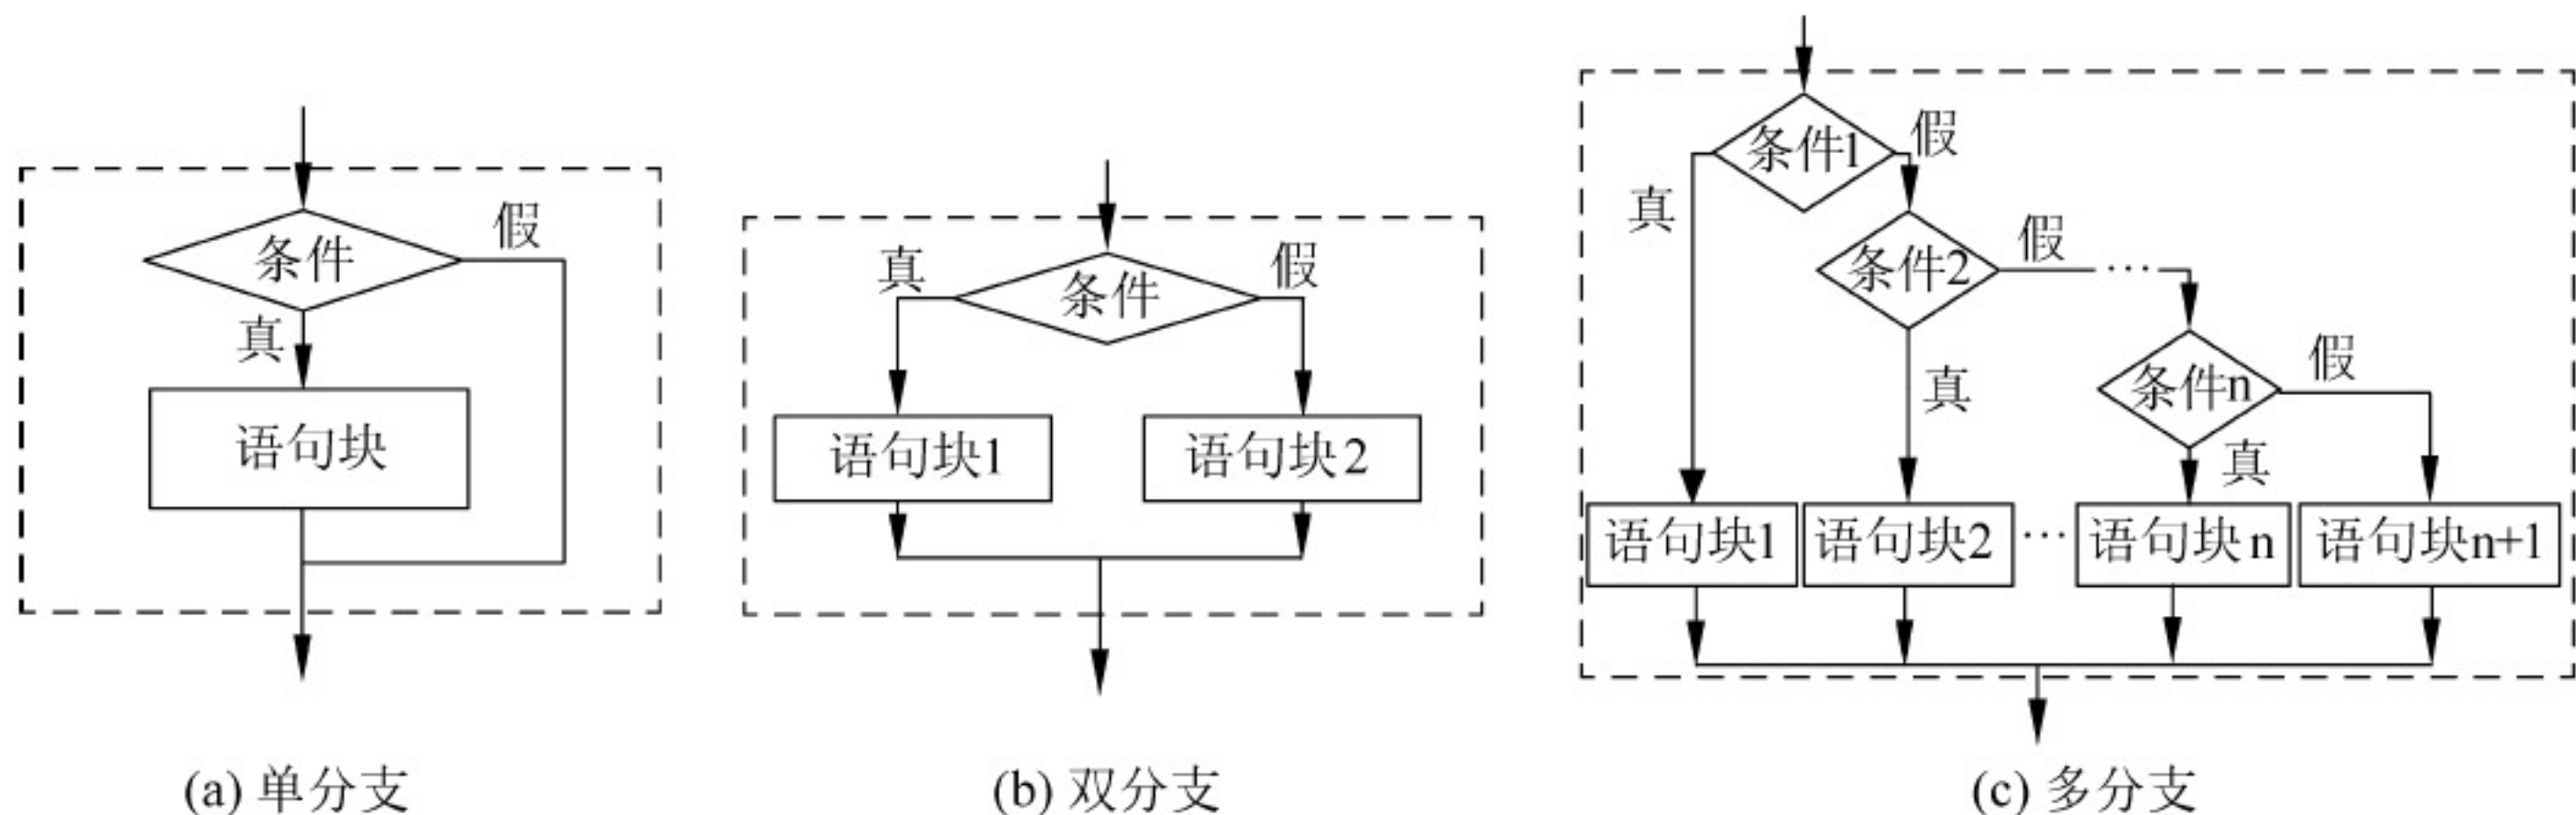 条件
假
真
语句块
(a) 单分支
真
条件
假
语句块1
语句块2
(b) 双分支
条件1
假
真
条件2
假
…
真
条件n
假
真
语句块1
语句块2
…
语句块n
语句块n+1
(c) 多分支